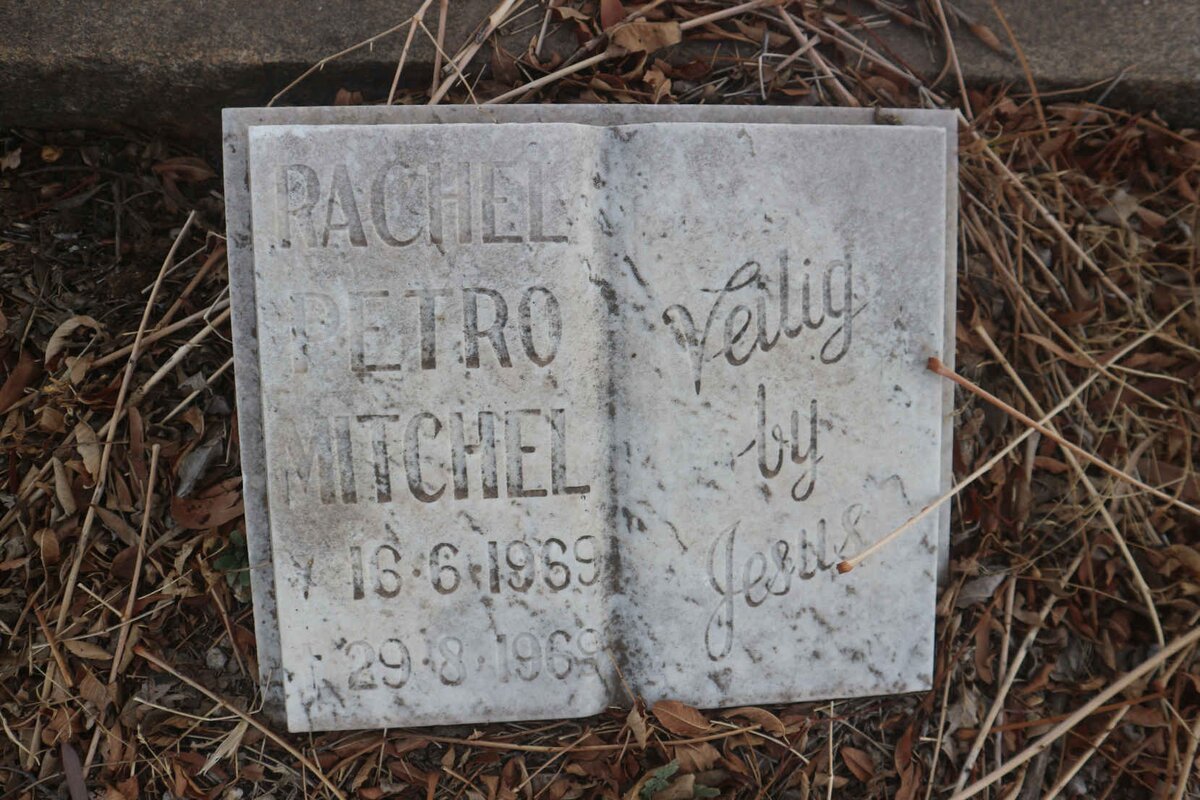 RACHEL
PETRO
MITCHEL
16·6·1969
29·8·1969
Veilig
by
Jesus